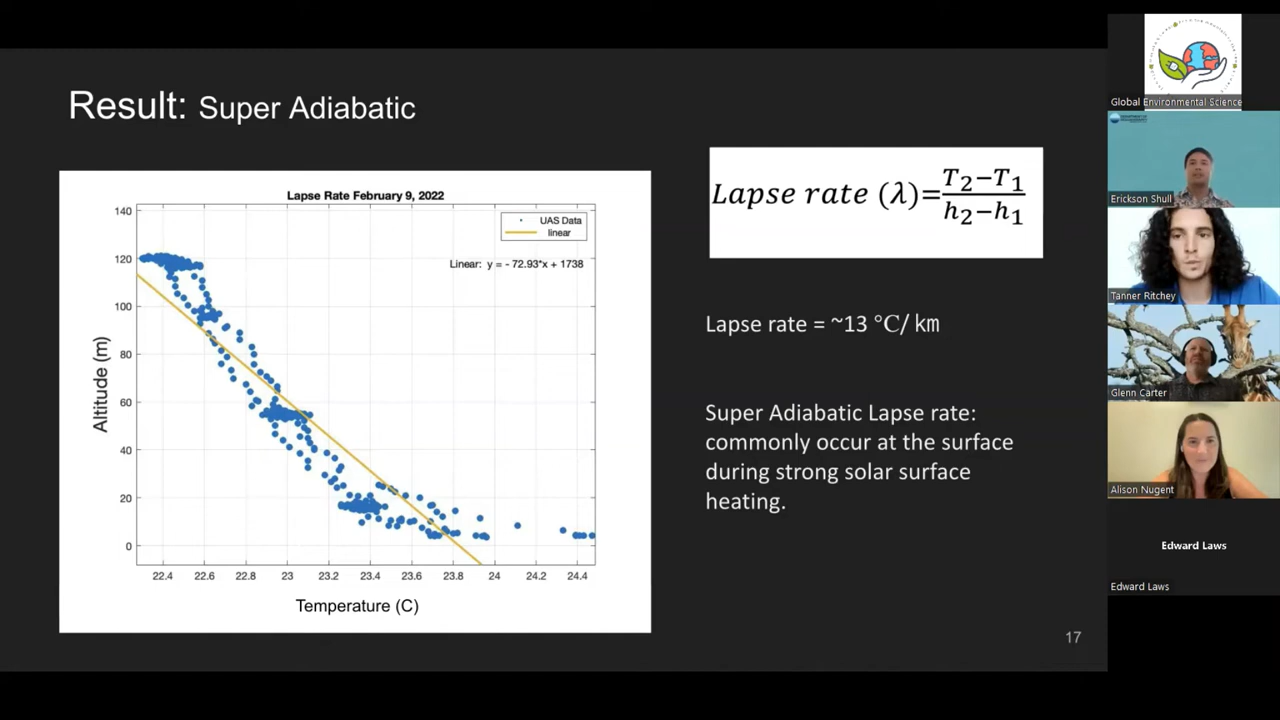 Result: Super Adiabatic
Lapse Rate February 9, 2022
UAS Data
linear
Linear: y = - 72.93*x + 1738
140
120
100
80
60
40
20
0
Altitude (m)
22.4 22.6 22.8 23 23.2 23.4 23.6 23.8 24 24.2 24.4
Temperature (C)
Lapse rate (λ)=T₂−T₁
h₂−h₁
Lapse rate = ~13 °C/ km
Super Adiabatic Lapse rate:
commonly occur at the surface
during strong solar surface
heating.
17
Global Environmental Science
Erickson Shull
Tanner Ritchey
Glenn Carter
Alison Nugent
Edward Laws
Edward Laws